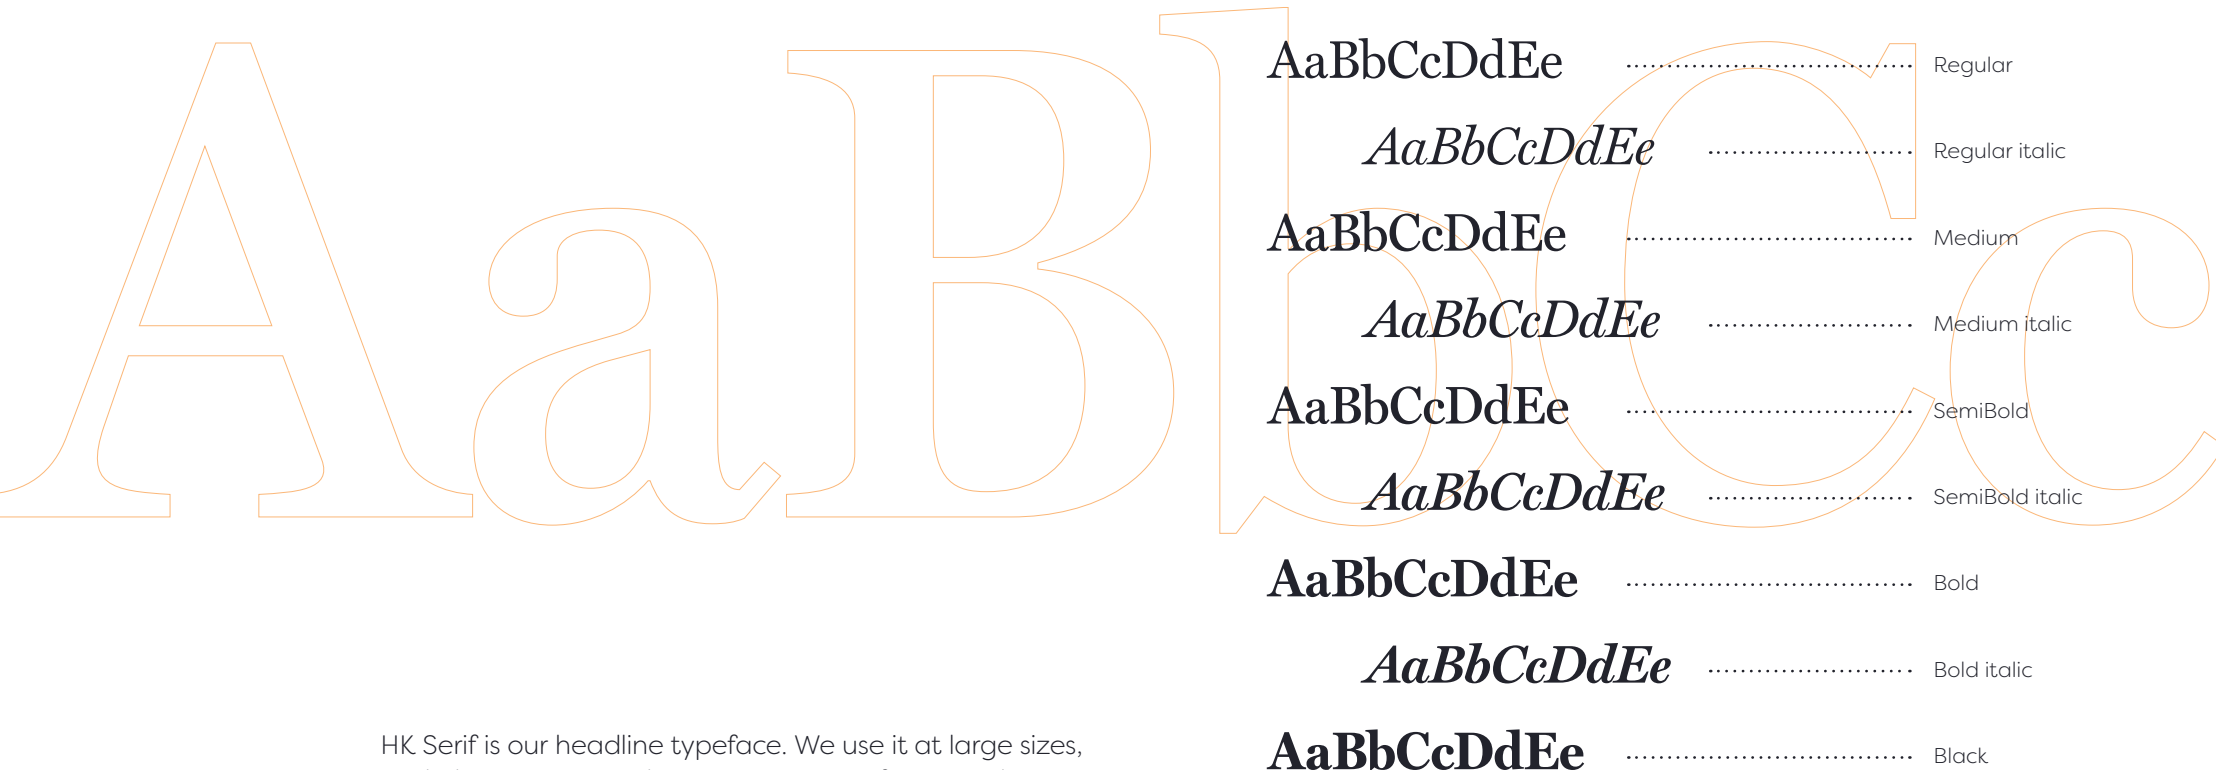 AaBbCc
AaBbCcDdEe Regular
AaBbCcDdEe Regular italic
AaBbCcDdEe Medium
AaBbCcDdEe Medium italic
AaBbCcDdEe SemiBold
AaBbCcDdEe SemiBold italic
AaBbCcDdEe Bold
AaBbCcDdEe Bold italic
AaBbCcDdEe Black
HK Serif is our headline typeface. We use it at large sizes,